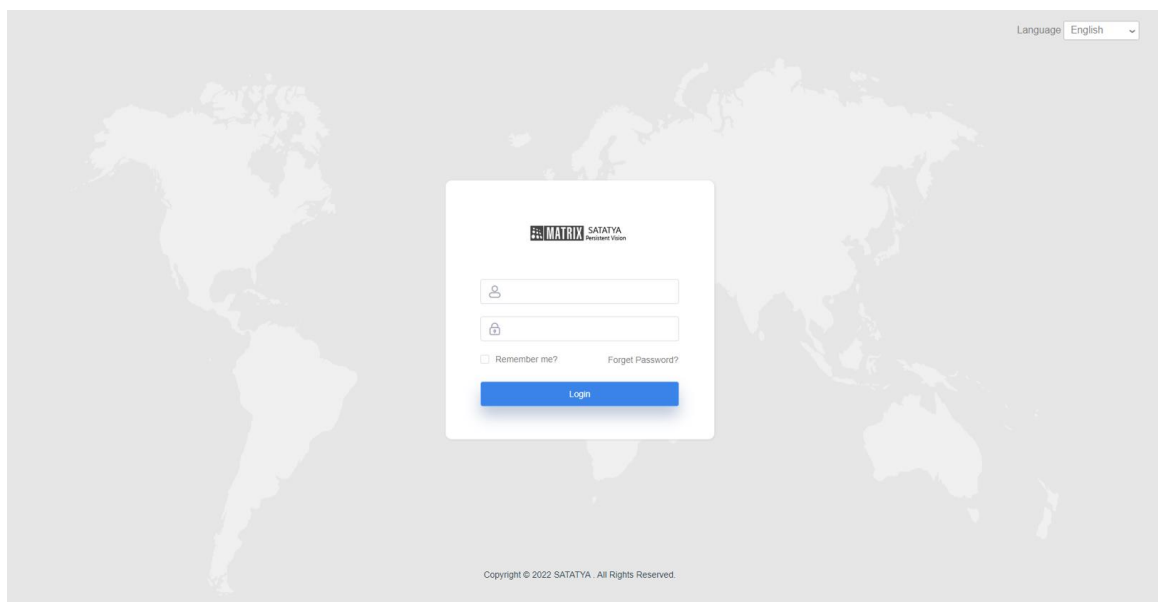 Language English
MATRIX SATATYA
Persistent Vision
Remember me? Forget Password?
Login
Copyright © 2022 SATATYA . All Rights Reserved.